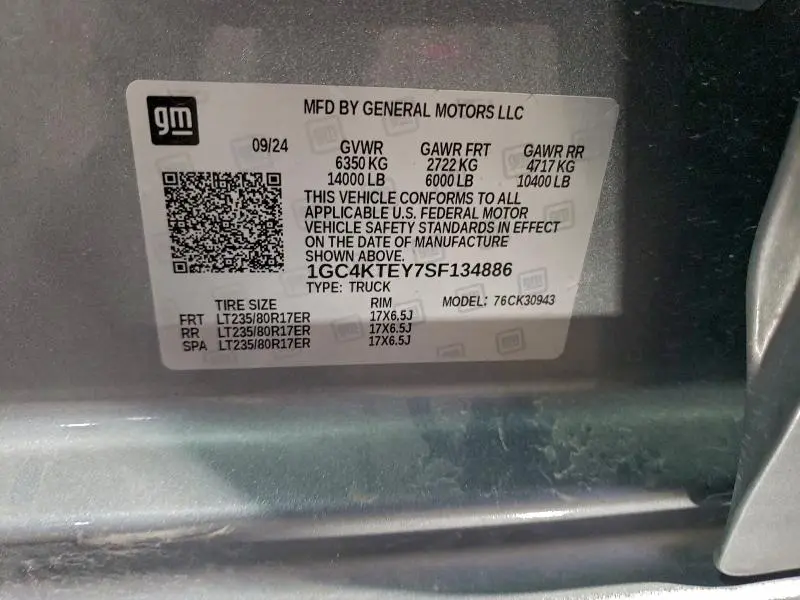 gm
MFD BY GENERAL MOTORS LLC
09/24 GVWR GAWR FRT GAWR RR
6350 KG 2722 KG 4717 KG
14000 LB 6000 LB 10400 LB
THIS VEHICLE CONFORMS TO ALL
APPLICABLE U.S. FEDERAL MOTOR
VEHICLE SAFETY STANDARDS IN EFFECT
ON THE DATE OF MANUFACTURE
SHOWN ABOVE.
1GC4KTEY7SF134886
TYPE: TRUCK
TIRE SIZE RIM MODEL: 76CK30943
FRT LT235/80R17ER 17X6.5J
RR LT235/80R17ER 17X6.5J
SPA LT235/80R17ER 17X6.5J